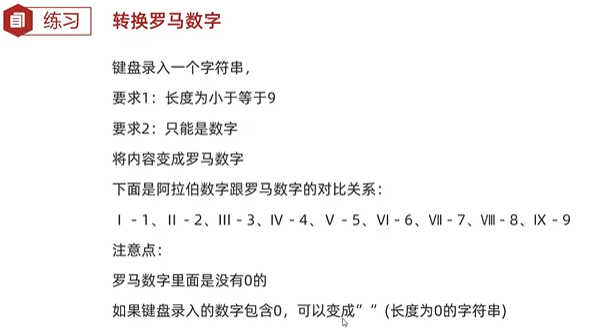 练习
转换罗马数字
键盘录入一个字符串，
要求1：长度为小于等于9
要求2：只能是数字
将内容变成罗马数字
下面是阿拉伯数字跟罗马数字的对比关系：
Ⅰ－1、Ⅱ－2、Ⅲ－3、Ⅳ－4、Ⅴ－5、Ⅵ－6、Ⅶ－7、Ⅷ－8、Ⅸ－9
注意点：
罗马数字里面是没有0的
如果键盘录入的数字包含0，可以变成” ” (长度为0的字符串)